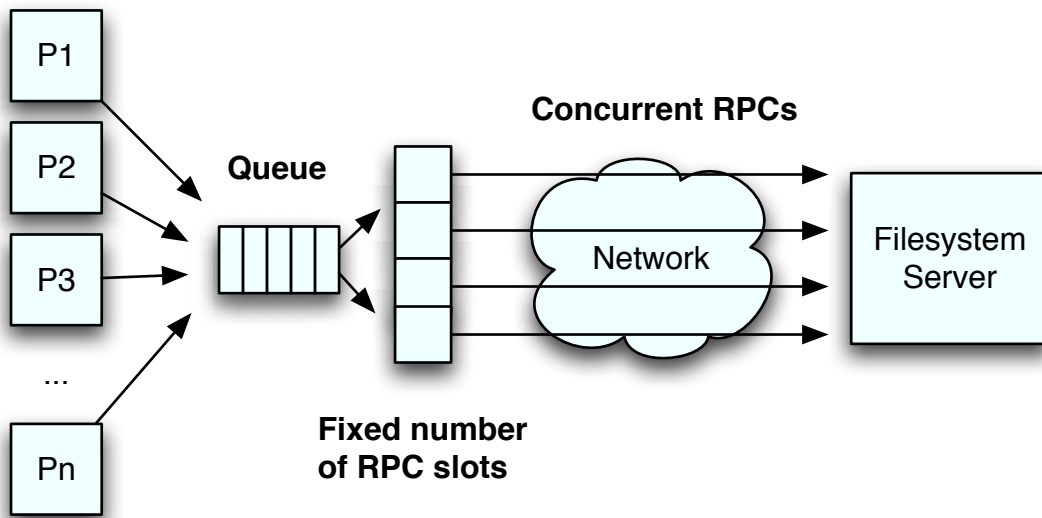 P1
P2
P3
...
Pn
Queue
Fixed number
of RPC slots
Concurrent RPCs
Network
Filesystem
Server